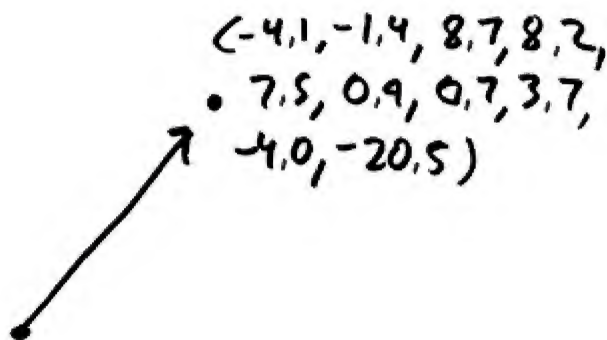 (-4.1, -1.4, 8.7, 8.2,
7.5, 0.9, 0.7, 3.7,
-4.0, -20.5)